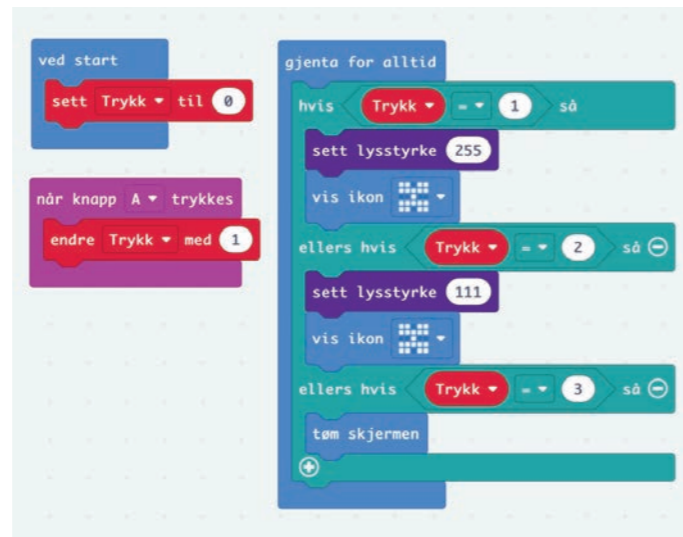 ved start
sett Trykk til 0
når knapp A trykkes
endre Trykk med 1
gjenta for alltid
hvis Trykk = 1 så
sett lysstyrke 255
vis ikon
ellers hvis Trykk = 2 så
sett lysstyrke 111
vis ikon
ellers hvis Trykk = 3 så
tøm skjermen